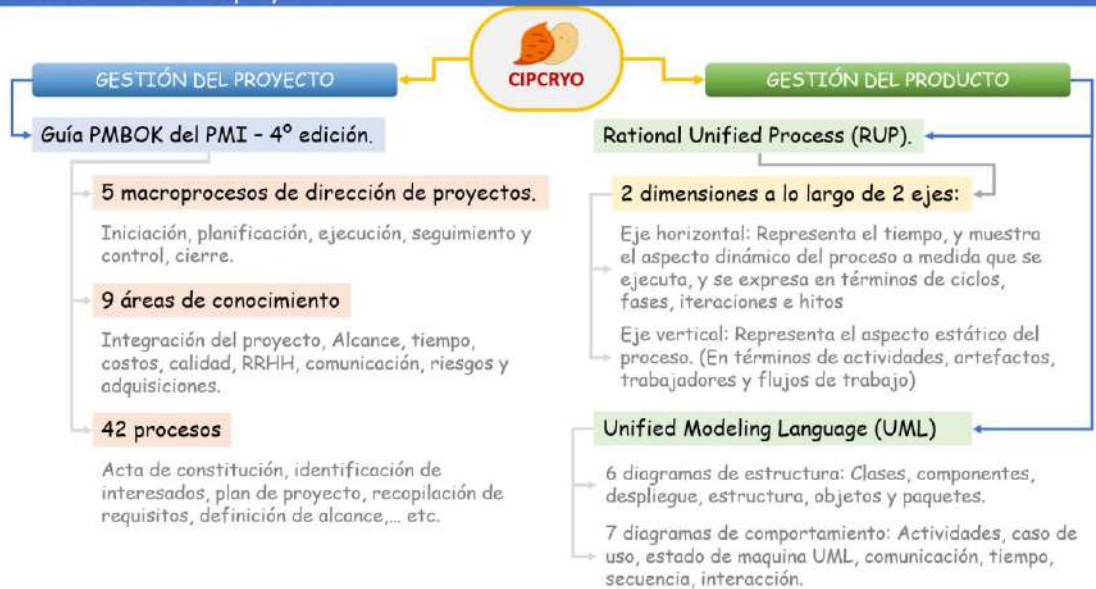 CIPCRYO
GESTIÓN DEL PROYECTO
Guía PMBOK del PMI – 4º edición.
5 macroprocesos de dirección de proyectos.
Iniciación, planificación, ejecución, seguimiento y
control, cierre.
9 áreas de conocimiento
Integración del proyecto, Alcance, tiempo,
costos, calidad, RRHH, comunicación, riesgos y
adquisiciones.
42 procesos
Acta de constitución, identificación de
interesados, plan de proyecto, recopilación de
requisitos, definición de alcance,... etc.
GESTIÓN DEL PRODUCTO
Rational Unified Process (RUP).
2 dimensiones a lo largo de 2 ejes:
Eje horizontal: Representa el tiempo, y muestra
el aspecto dinámico del proceso a medida que se
ejecuta, y se expresa en términos de ciclos,
fases, iteraciones e hitos
Eje vertical: Representa el aspecto estático del
proceso. (En términos de actividades, artefactos,
trabajadores y flujos de trabajo)
Unified Modeling Language (UML)
6 diagramas de estructura: Clases, componentes,
despliegue, estructura, objetos y paquetes.
7 diagramas de comportamiento: Actividades, caso de
uso, estado de maquina UML, comunicación, tiempo,
secuencia, interacción.